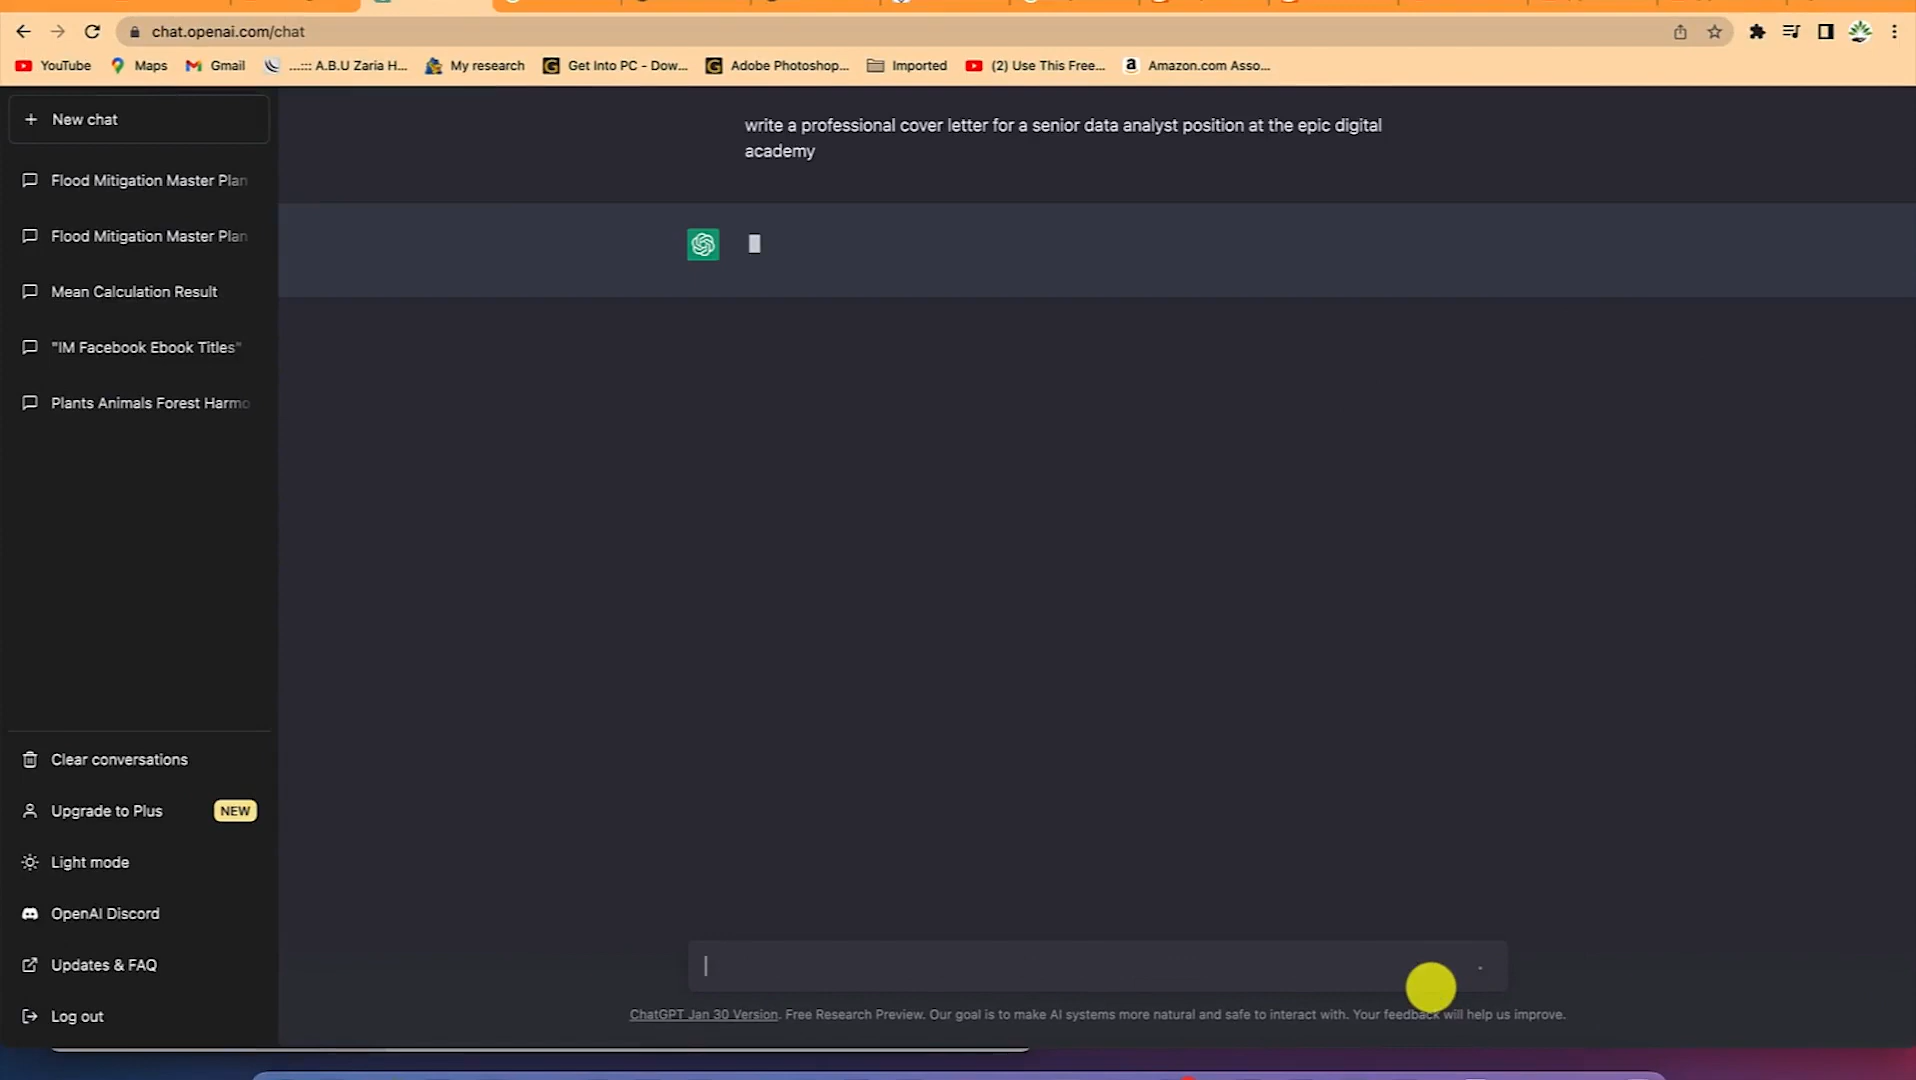 chat.openai.com/chat
YouTube Maps Gmail ...::: A.B.U Zaria H... My research Get Into PC - Dow... Adobe Photoshop... Imported (2) Use This Free... Amazon.com Asso...
New chat
Flood Mitigation Master Plan
Flood Mitigation Master Plan
Mean Calculation Result
"IM Facebook Ebook Titles"
Plants Animals Forest Harmo
Clear conversations
Upgrade to Plus NEW
Light mode
OpenAI Discord
Updates & FAQ
Log out
write a professional cover letter for a senior data analyst position at the epic digital
academy
ChatGPT Jan 30 Version. Free Research Preview. Our goal is to make AI systems more natural and safe to interact with. Your feedback will help us improve.